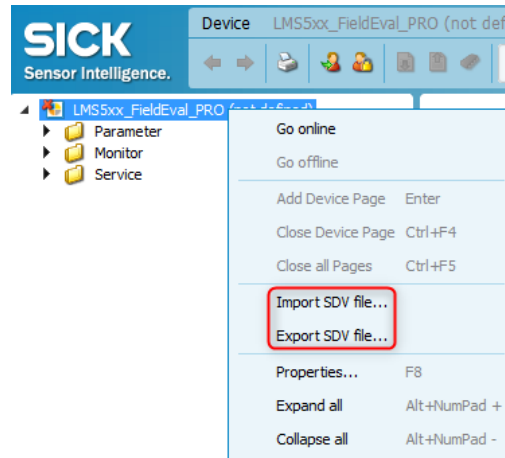 SICK
Sensor Intelligence.
Device LMS5xx_FieldEval_PRO (not def
LMS5xx_FieldEval_PRO (not defined)
Parameter
Monitor
Service
Go online
Go offline
Add Device Page Enter
Close Device Page Ctrl+F4
Close all Pages Ctrl+F5
Import SDV file...
Export SDV file...
Properties... F8
Expand all Alt+NumPad +
Collapse all Alt+NumPad -